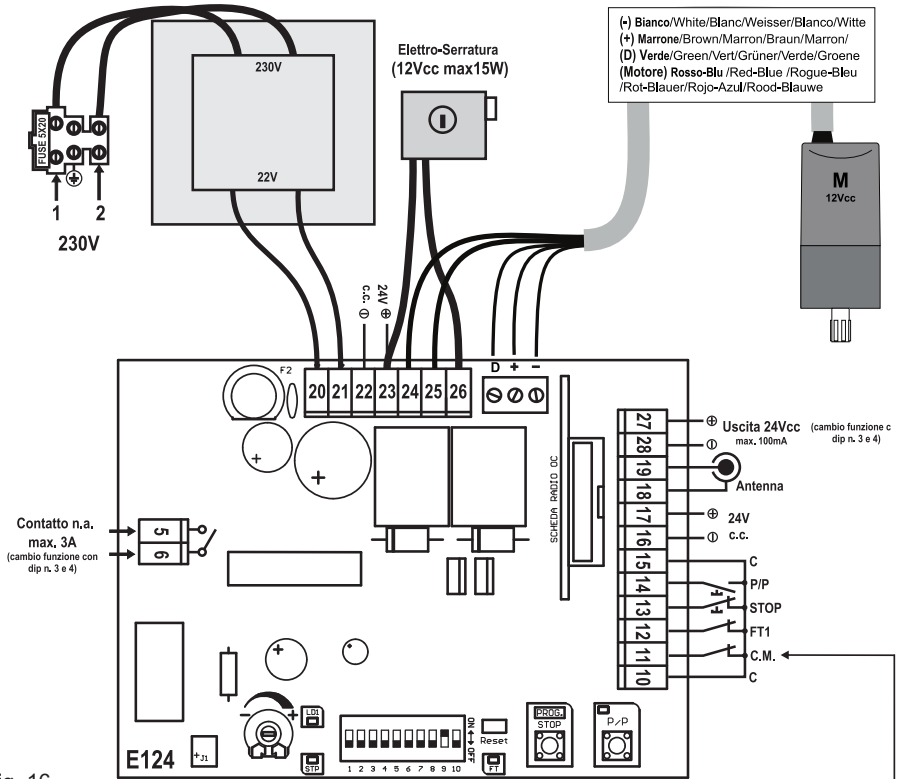 (-) Bianco/White/Blanc/Weisser/Blanco/Witte
(+) Marrone/Brown/Marron/Braun/Marron/
(D) Verde/Green/Vert/Grüner/Verde/Groene
(Motore) Rosso-Blu /Red-Blue /Rogue-Bleu
/Rot-Blauer/Rojo-Azul/Rood-Blauwe
Elettro-Serratura
(12Vcc max15W)
230V
22V
FUSE 5X20
1 2
230V
M
12Vcc
c.c. ⊖
24V ⊕
D + −
F2
20 21 22 23 24 25 26
SCHEDA RADIO OC
27 ⊕ Uscita 24Vcc (cambio funzione c
28 ⊖ max. 100mA dip n. 3 e 4)
19
18 Antenna
17 ⊕ 24V
16 ⊖ c.c.
15 C
14 P/P
13 STOP
12 FT1
11 C.M.
10 C
Contatto n.a.
max. 3A
(cambio funzione con
dip n. 3 e 4)
5
6
+
+
+
+
- +
LD1
STP
ON
OFF
1 2 3 4 5 6 7 8 9 10
Reset
FT
PROG.
STOP
P/P
E124
+J1
ig. 16